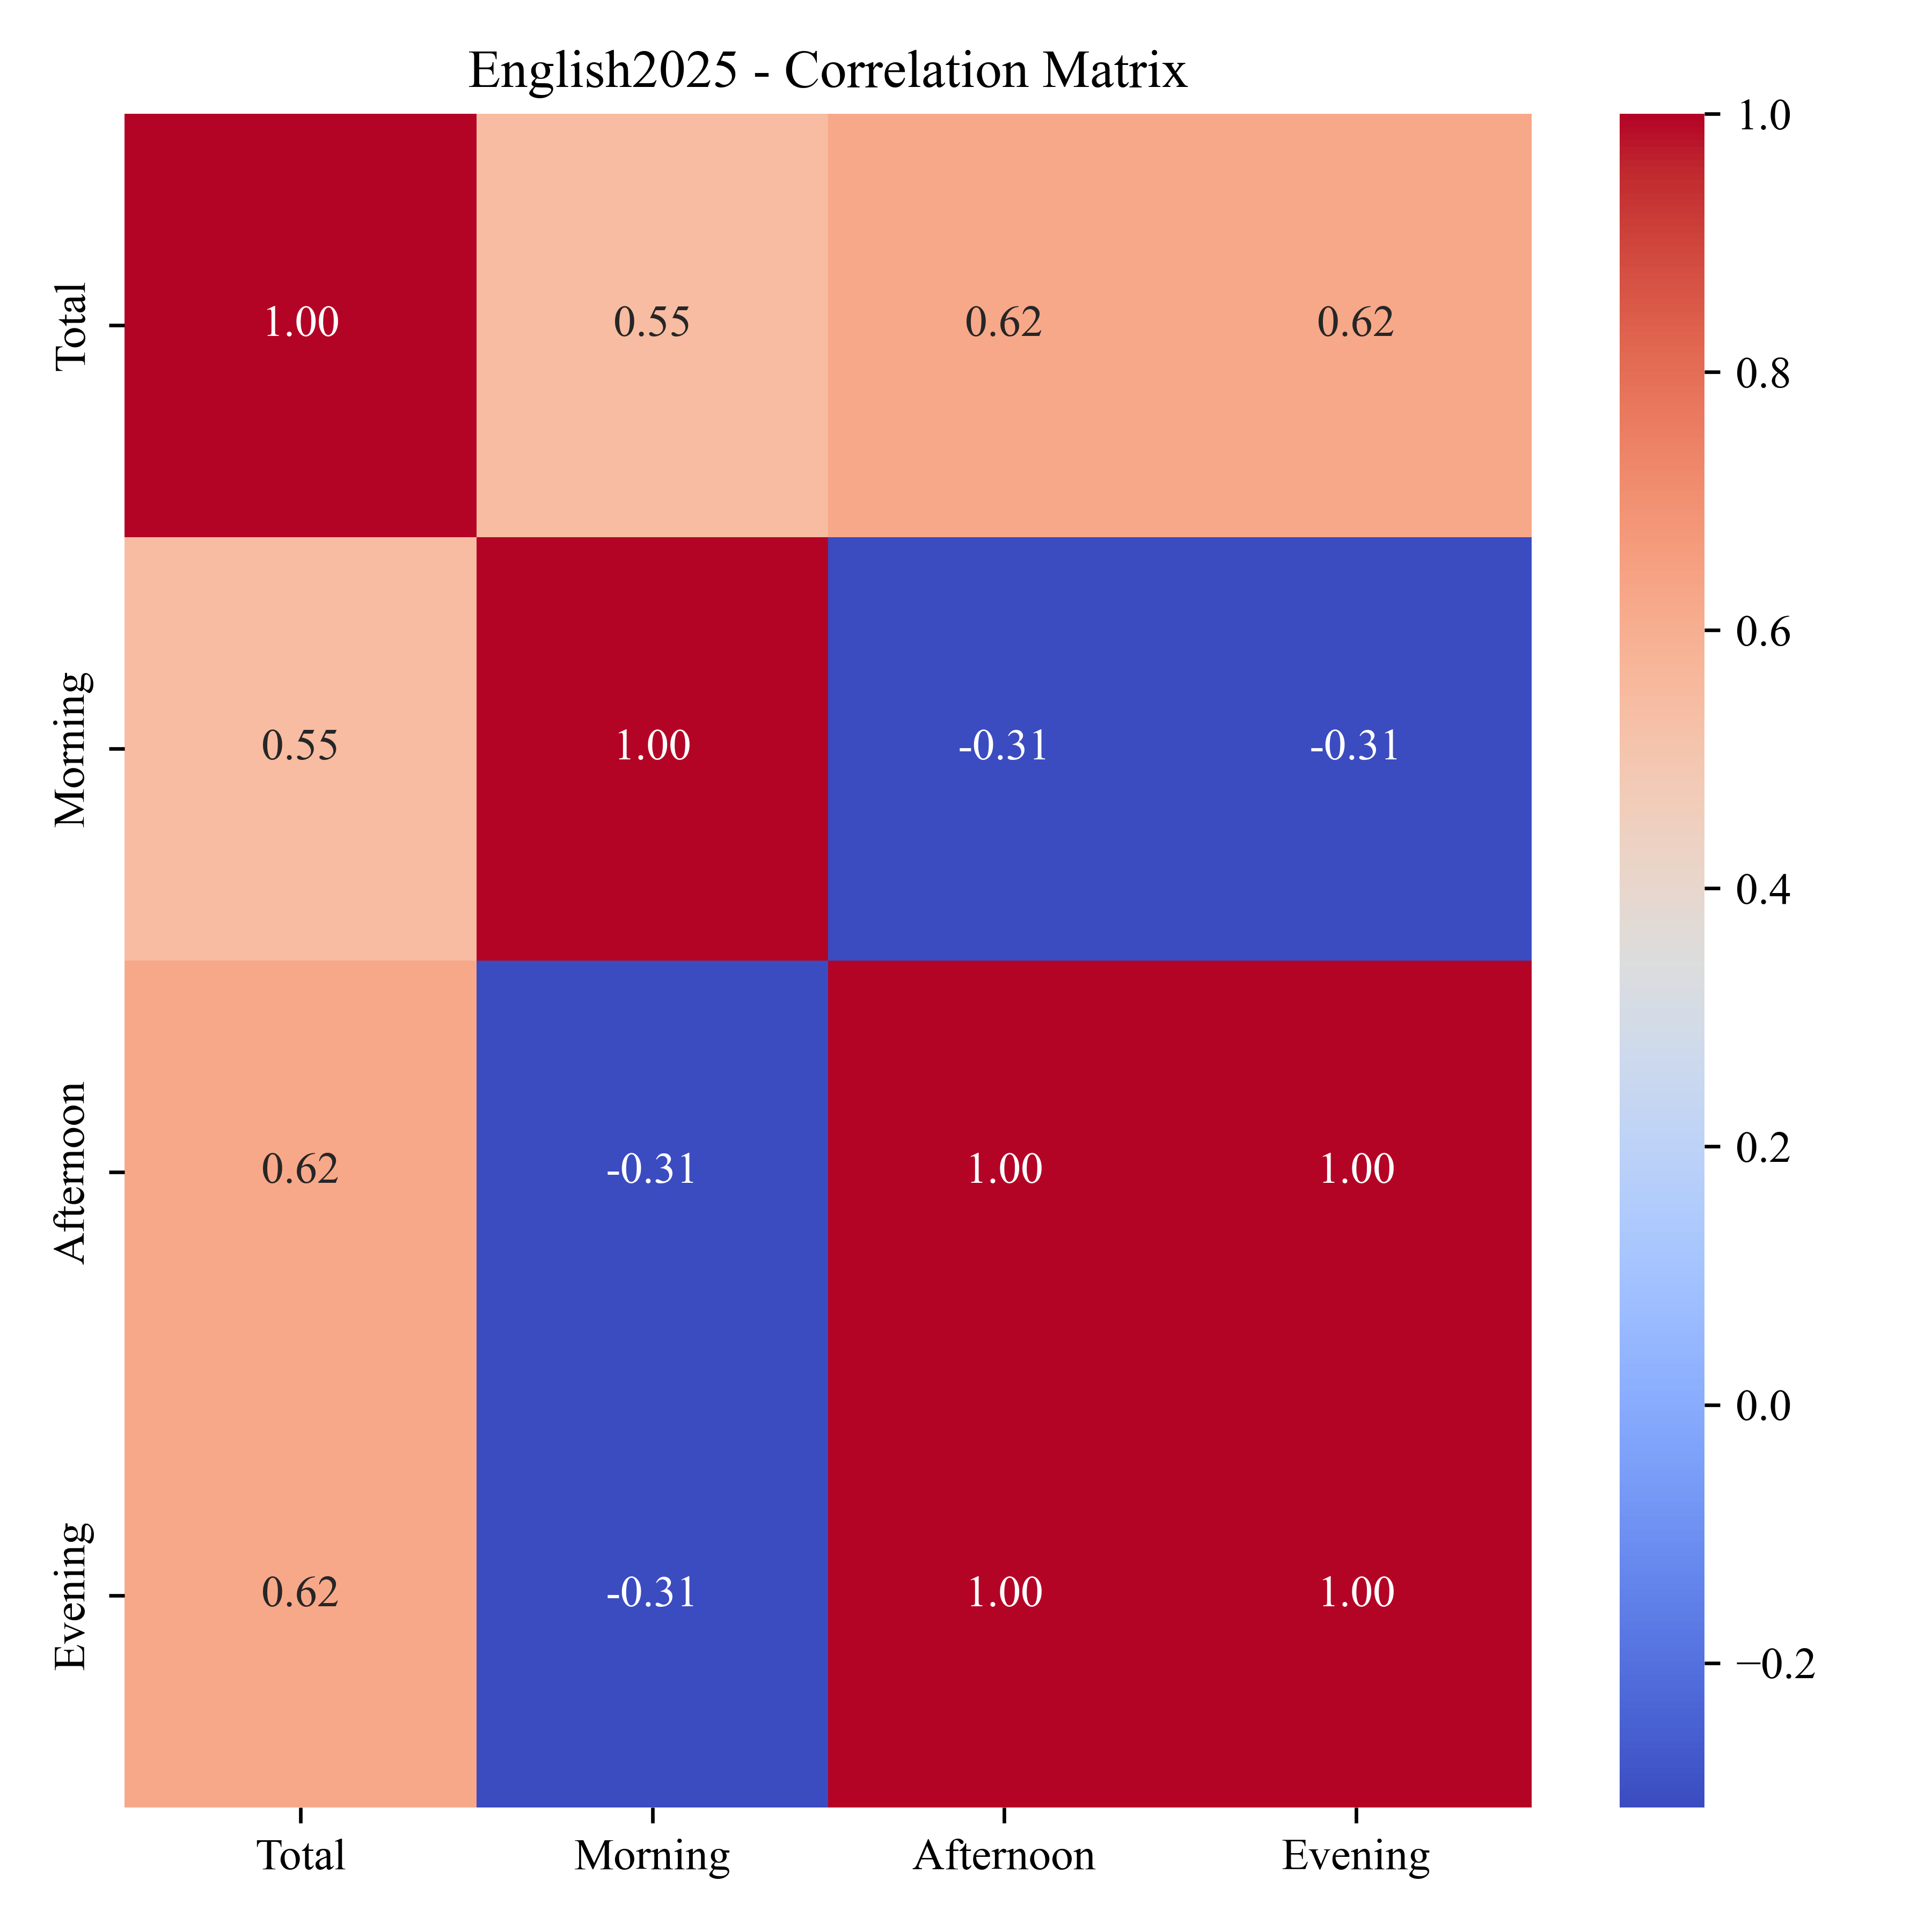 English2025 - Correlation Matrix
Total 1.00 0.55 0.62 0.62
Morning 0.55 1.00 -0.31 -0.31
Afternoon 0.62 -0.31 1.00 1.00
Evening 0.62 -0.31 1.00 1.00
Total Morning Afternoon Evening
1.0
0.8
0.6
0.4
0.2
0.0
−0.2